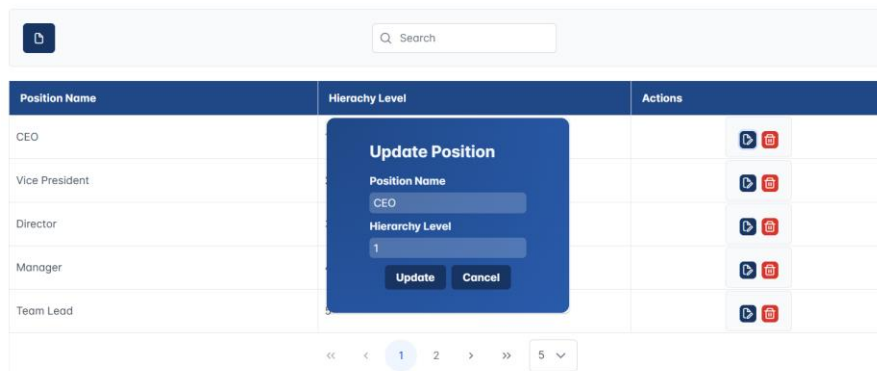 Search
Position Name Hierachy Level Actions
CEO
Update Position
Vice President
Position Name
CEO
Director
Hierarchy Level
1
Manager
Update Cancel
Team Lead
<< < 1 2 > >> 5